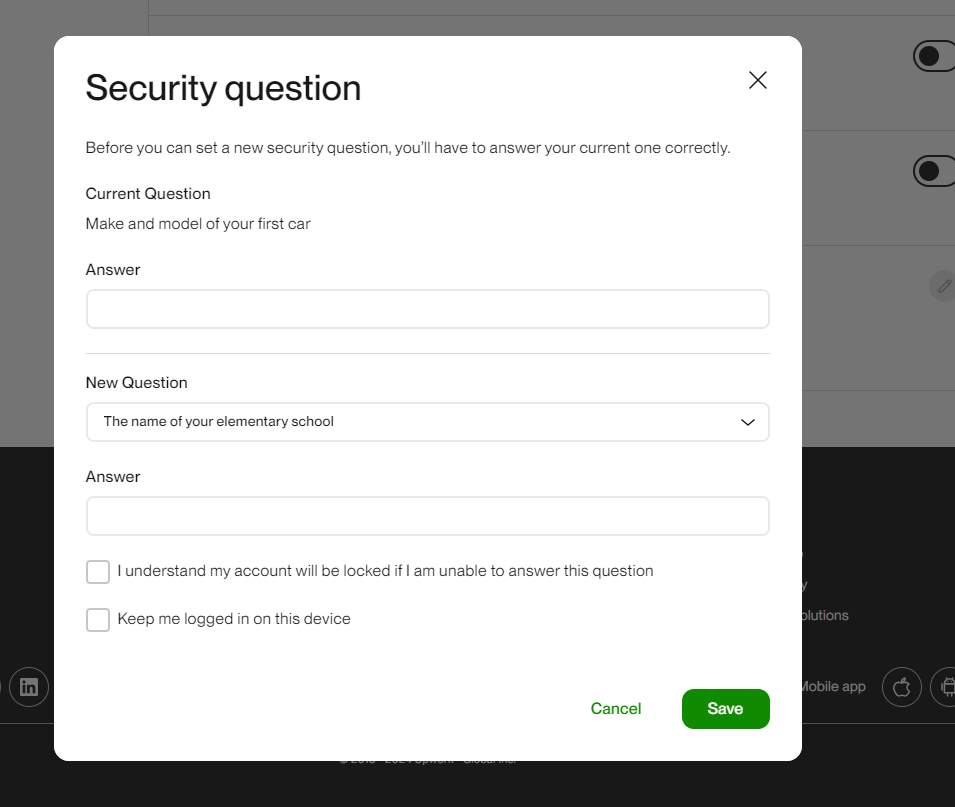 Security question
Before you can set a new security question, you'll have to answer your current one correctly.
Current Question
Make and model of your first car
Answer
New Question
The name of your elementary school
Answer
I understand my account will be locked if I am unable to answer this question
Keep me logged in on this device
Cancel
Save
olutions
Mobile app
in